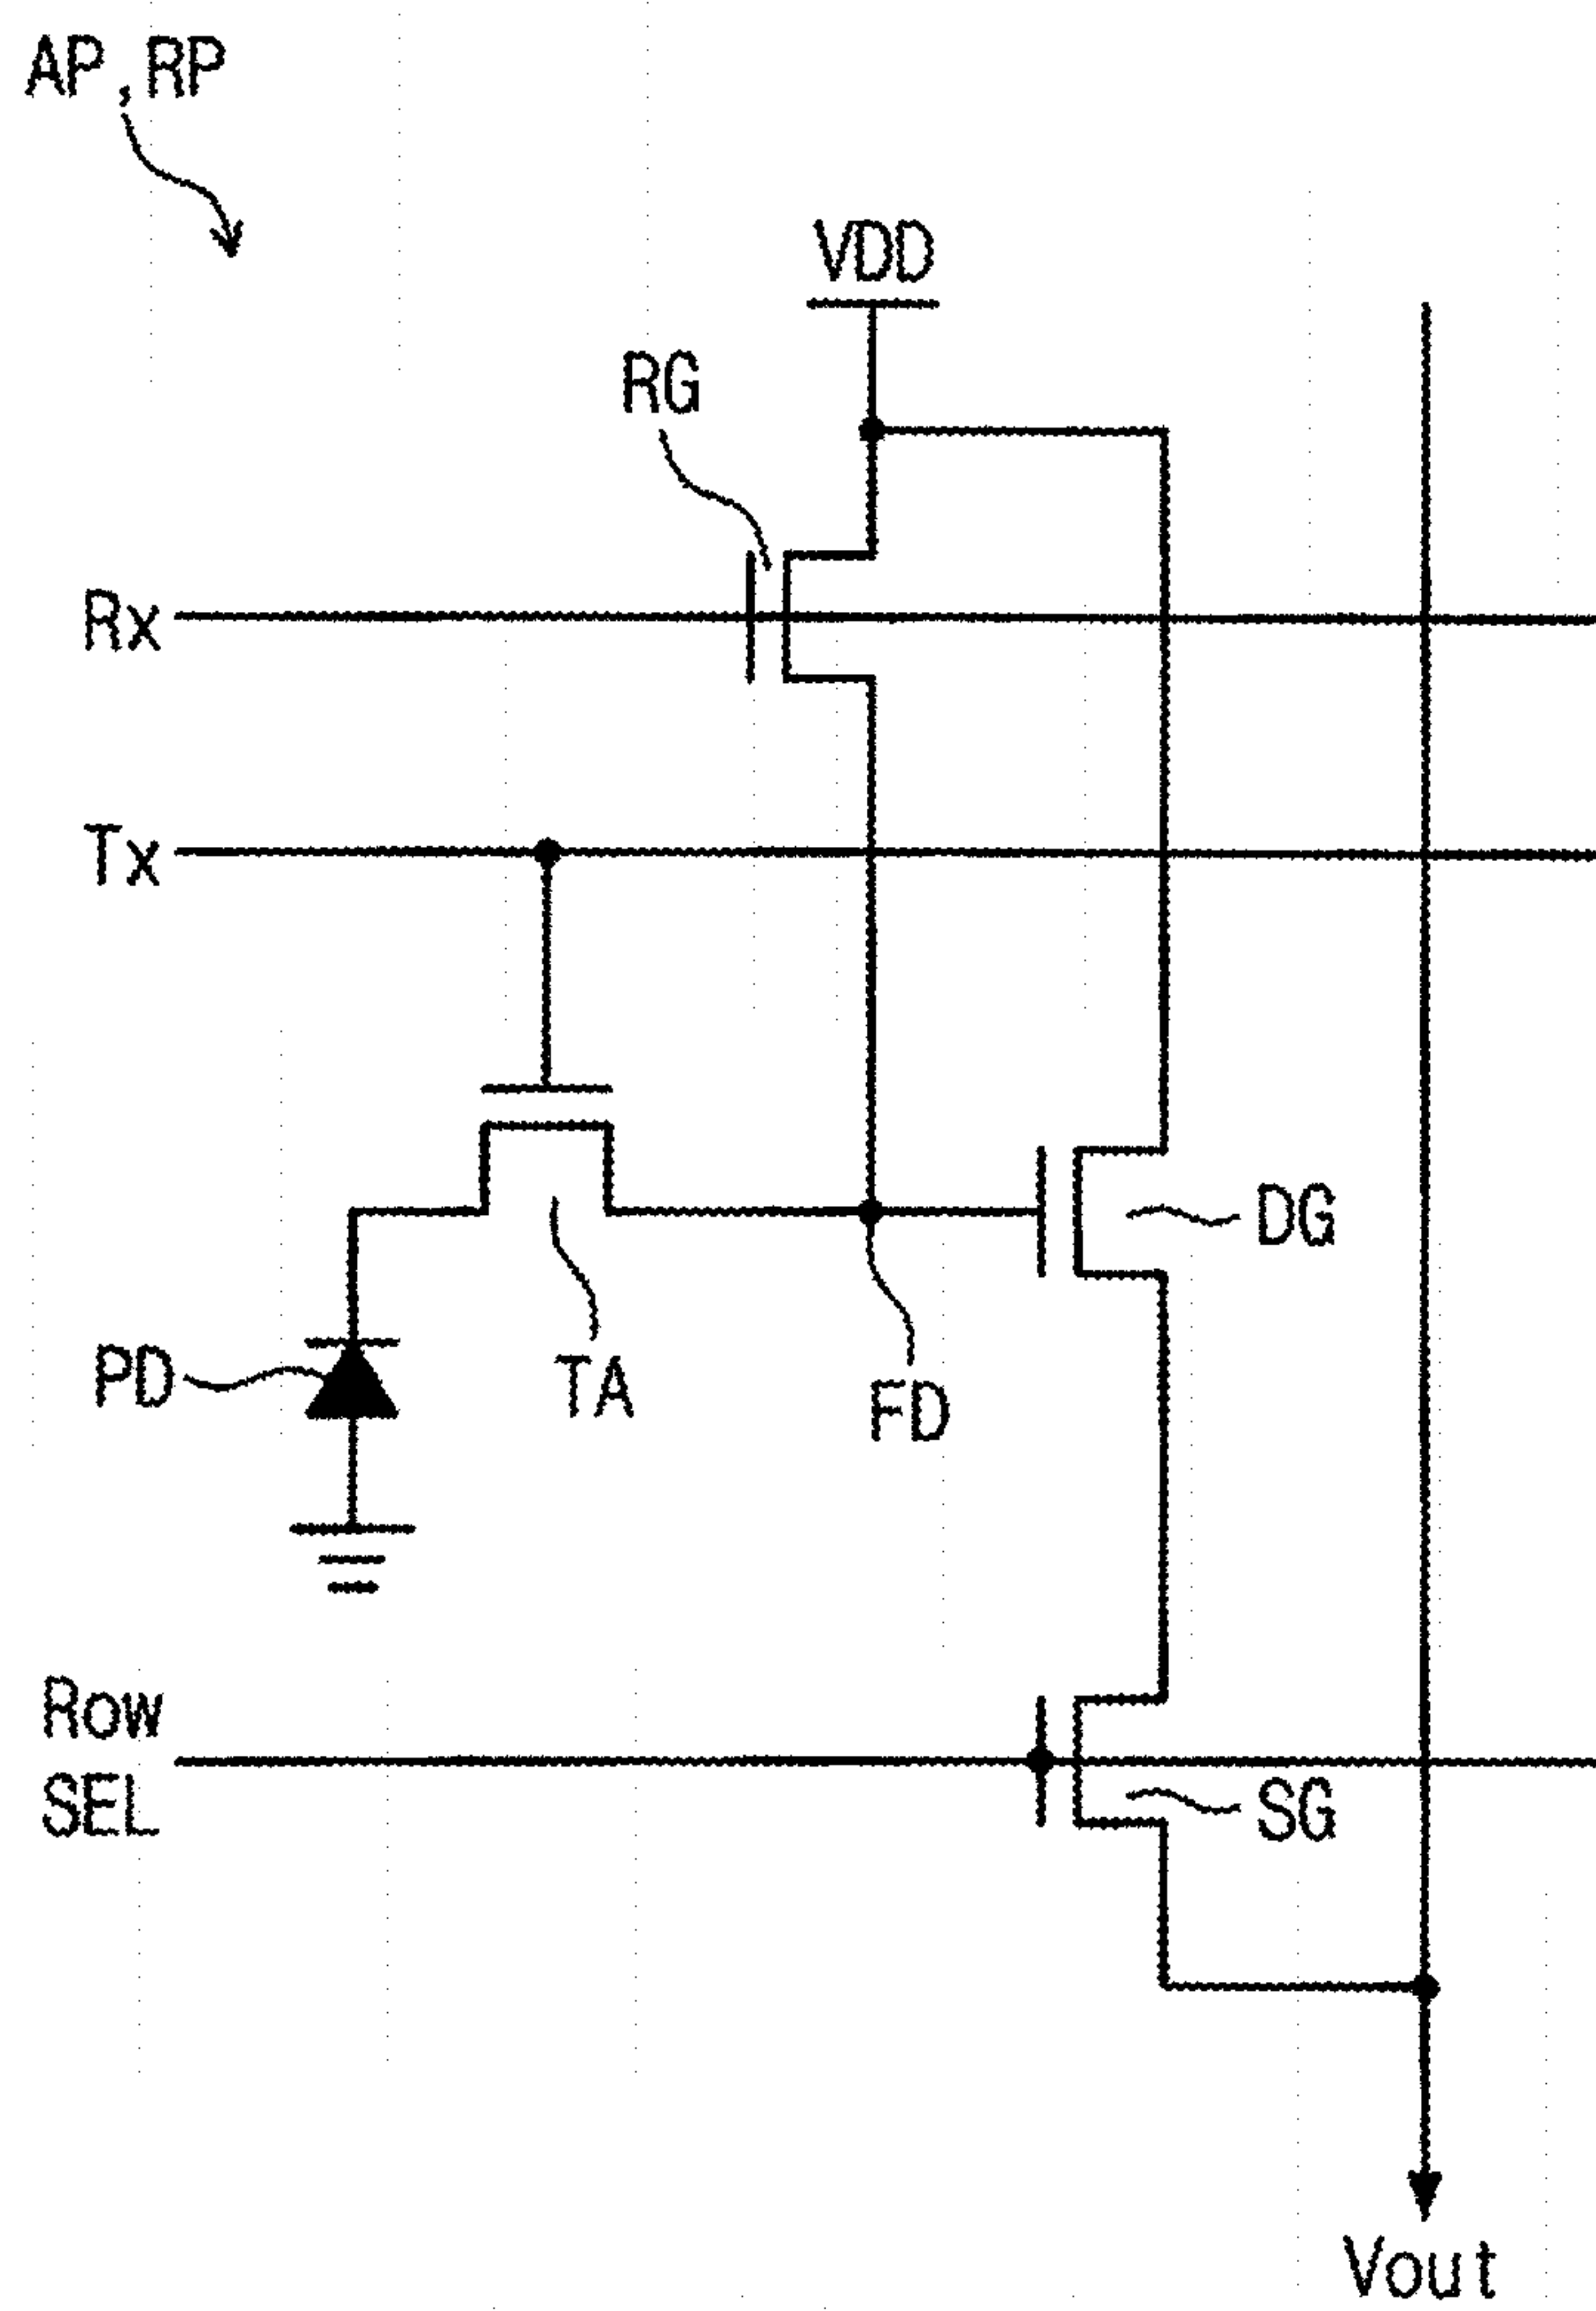 AP,RP
VDD
RG
Rx
Tx
DG
PD
TA
FD
Row
SEL
SG
Vout